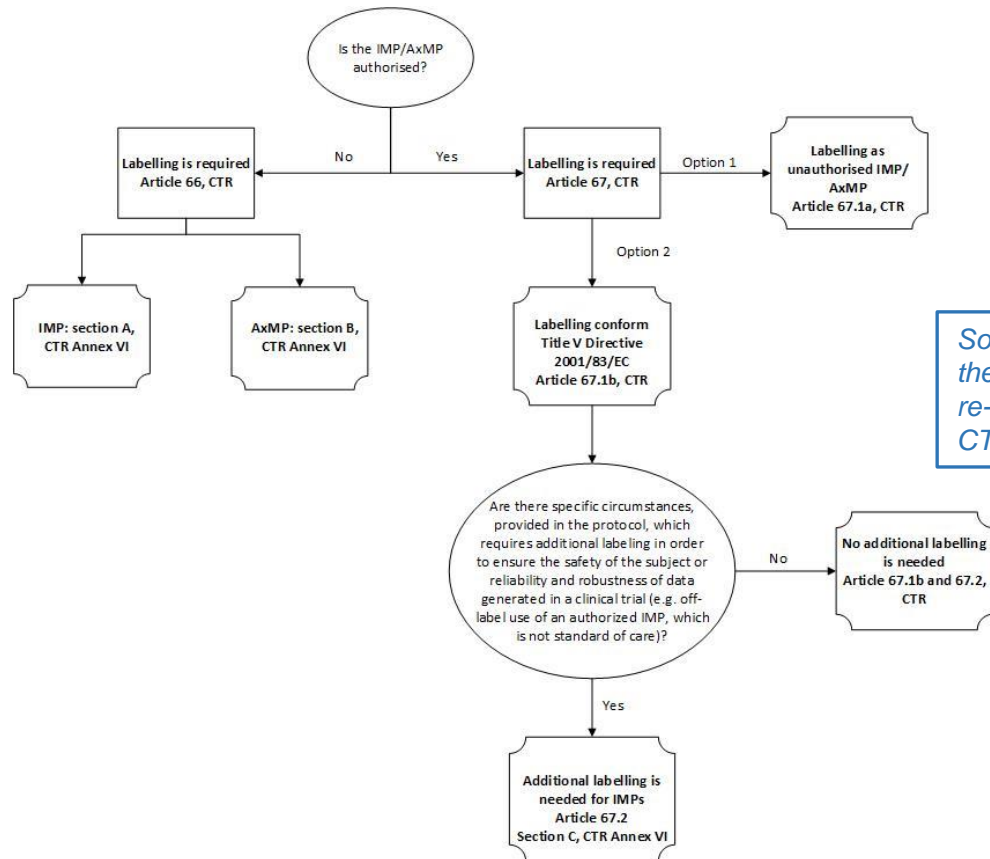 Is the IMP/AxMP
authorised?
No
Yes
Labelling is required
Article 66, CTR
Labelling is required
Article 67, CTR
Option 1
Labelling as
unauthorised IMP/
AxMP
Article 67.1a, CTR
Option 2
IMP: section A,
CTR Annex VI
AxMP: section B,
CTR Annex VI
Labelling conform
Title V Directive
2001/83/EC
Article 67.1b, CTR
So
the
re-
CT
Are there specific circumstances,
provided in the protocol, which
requires additional labeling in order
to ensure the safety of the subject or
reliability and robustness of data
generated in a clinical trial (e.g. off-
label use of an authorized IMP, which
is not standard of care)?
No
No additional labelling
is needed
Article 67.1b and 67.2,
CTR
Yes
Additional labelling is
needed for IMPs
Article 67.2
Section C, CTR Annex VI